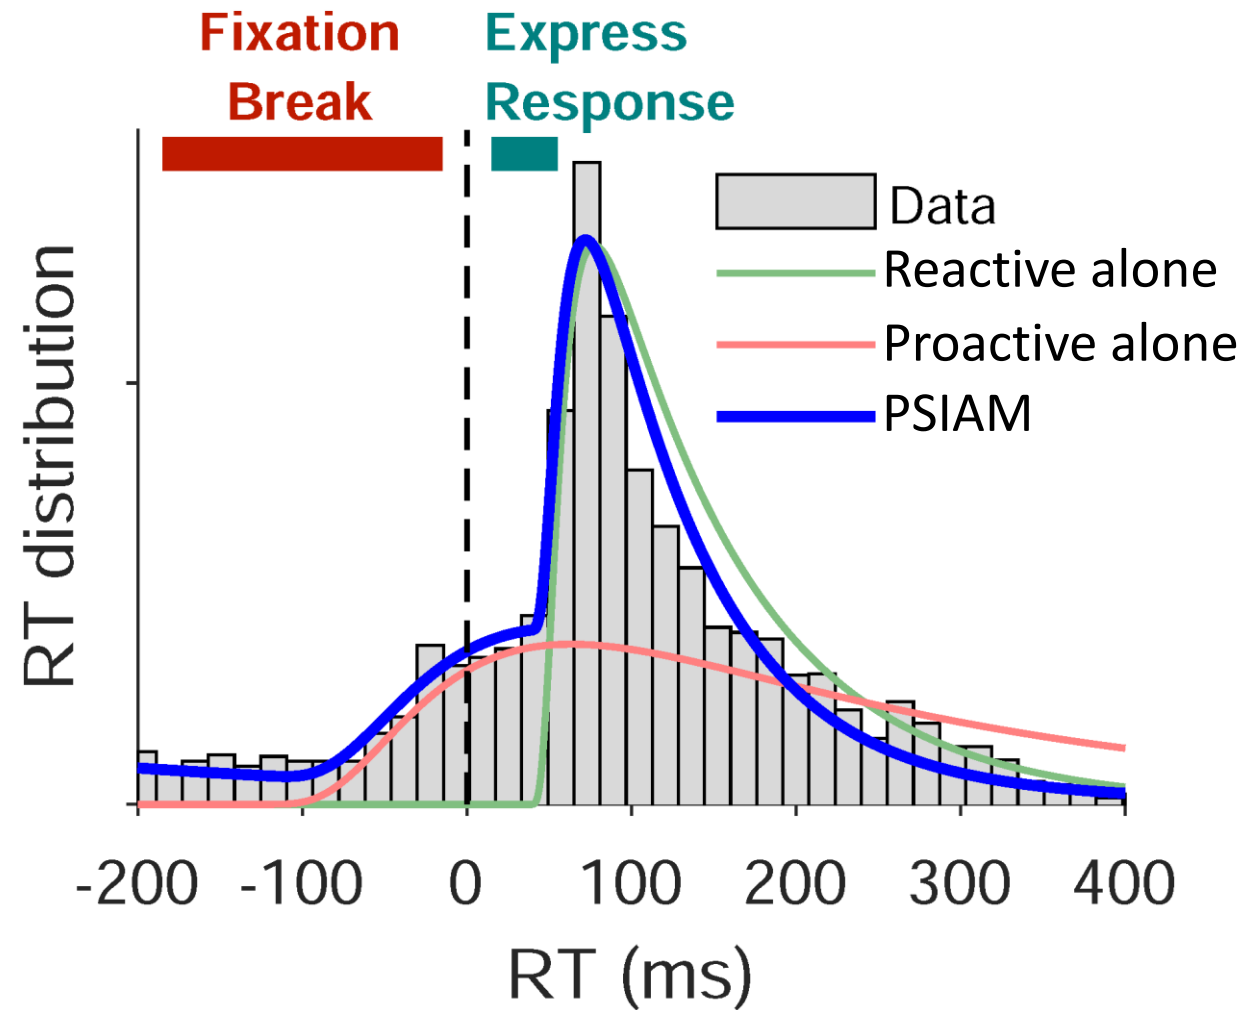 Fixation
Break
Express
Response
Data
Reactive alone
Proactive alone
PSIAM
RT distribution
-200 -100 0 100 200 300 400
RT (ms)